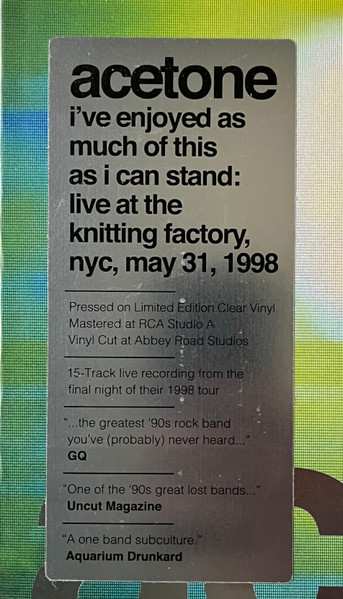 acetone
i've enjoyed as
much of this
as i can stand:
live at the
knitting factory,
nyc, may 31, 1998
Pressed on Limited Edition Clear Vinyl
Mastered at RCA Studio A
Vinyl Cut at Abbey Road Studios
15-Track live recording from the
final night of their 1998 tour
"...the greatest '90s rock band
you've (probably) never heard..."
GQ
"One of the '90s great lost bands..."
Uncut Magazine
"A one band subculture."
Aquarium Drunkard